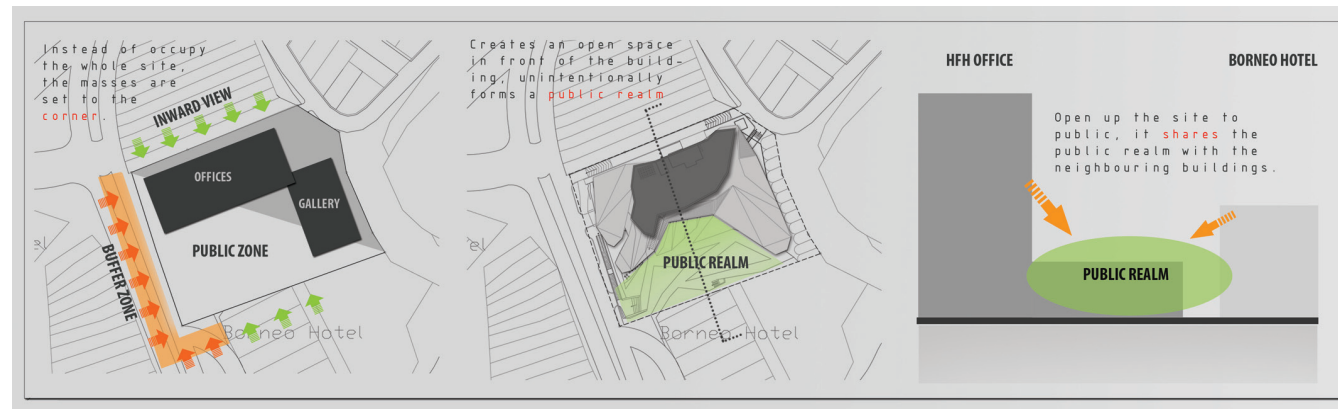 Instead of occupy
the whole site,
the masses are
set to the
corner.
INWARD VIEW
OFFICES
GALLERY
PUBLIC ZONE
BUFFER ZONE
Borneo Hotel
Creates an open space
in front of the build-
ing, unintentionally
forms a public realm
PUBLIC REALM
Borneo Hotel
HFH OFFICE
BORNEO HOTEL
Open up the site to
public, it shares the
public realm with the
neighbouring buildings.
PUBLIC REALM